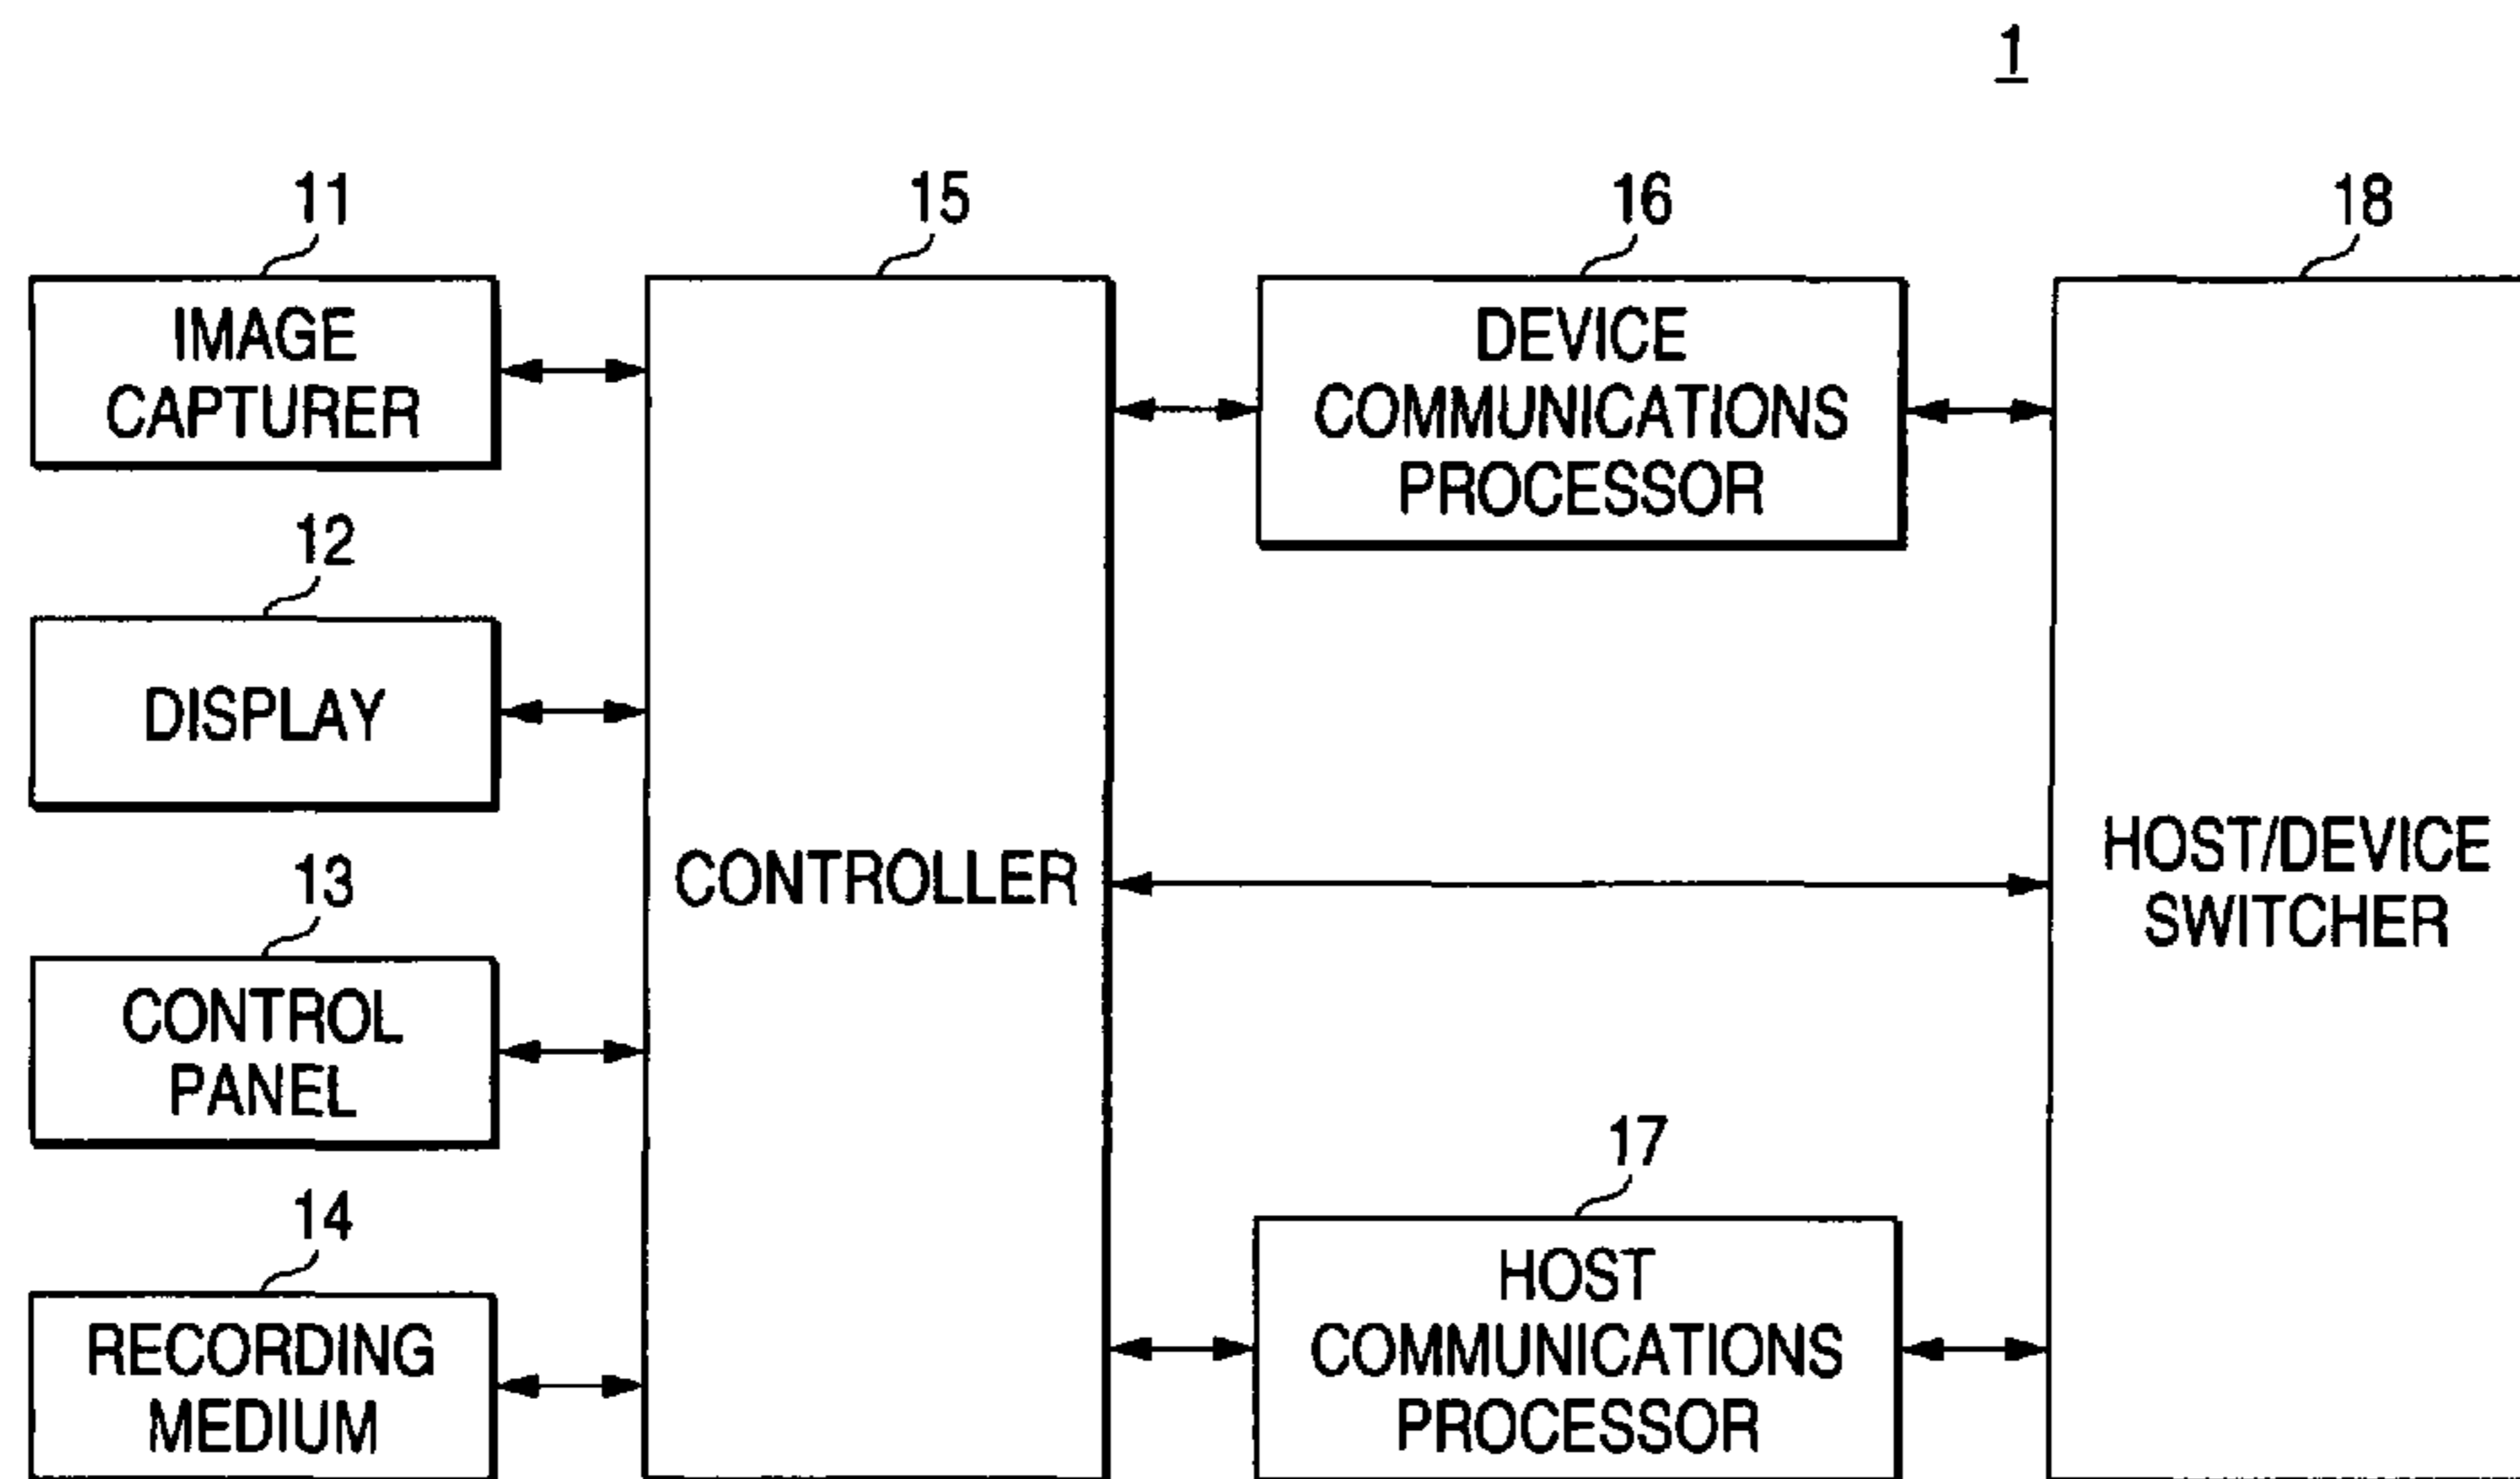 1
11
IMAGE
CAPTURER
12
DISPLAY
13
CONTROL
PANEL
14
RECORDING
MEDIUM
15
CONTROLLER
16
DEVICE
COMMUNICATIONS
PROCESSOR
17
HOST
COMMUNICATIONS
PROCESSOR
18
HOST/DEVICE
SWITCHER